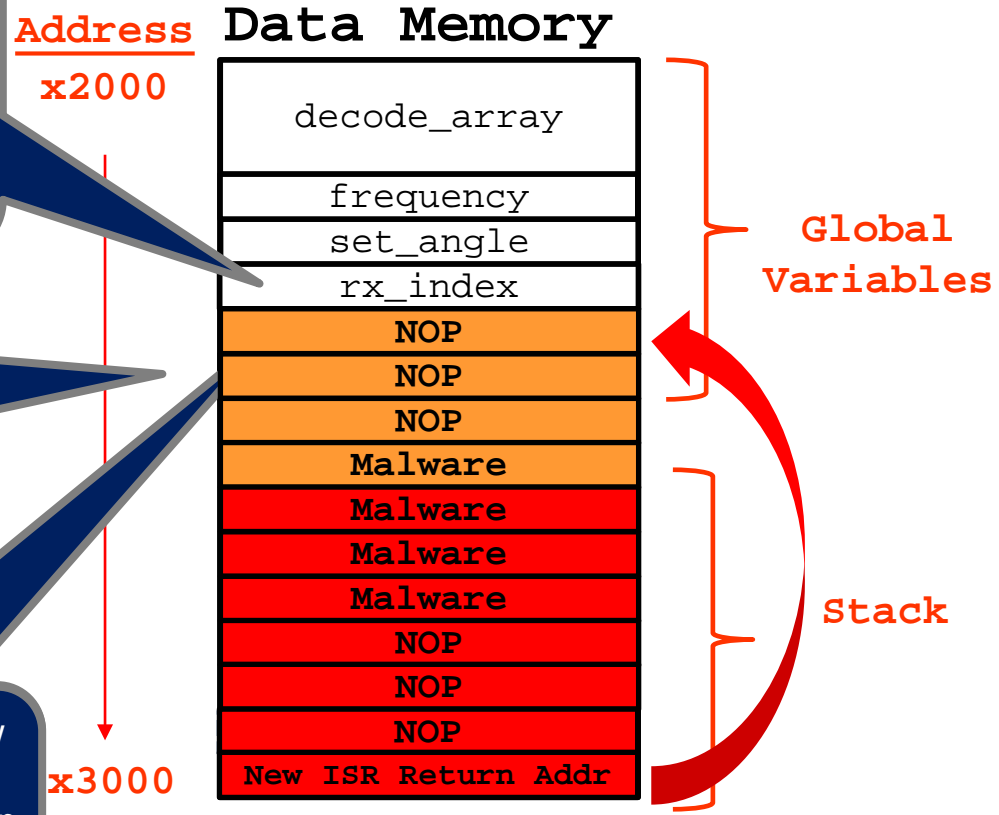 Address
Data Memory
x2000
decode_array
frequency
set_angle
rx_index
NOP
NOP
NOP
Malware
Malware
Malware
Malware
NOP
NOP
NOP
New ISR Return Addr
x3000
Global
Variables
Stack